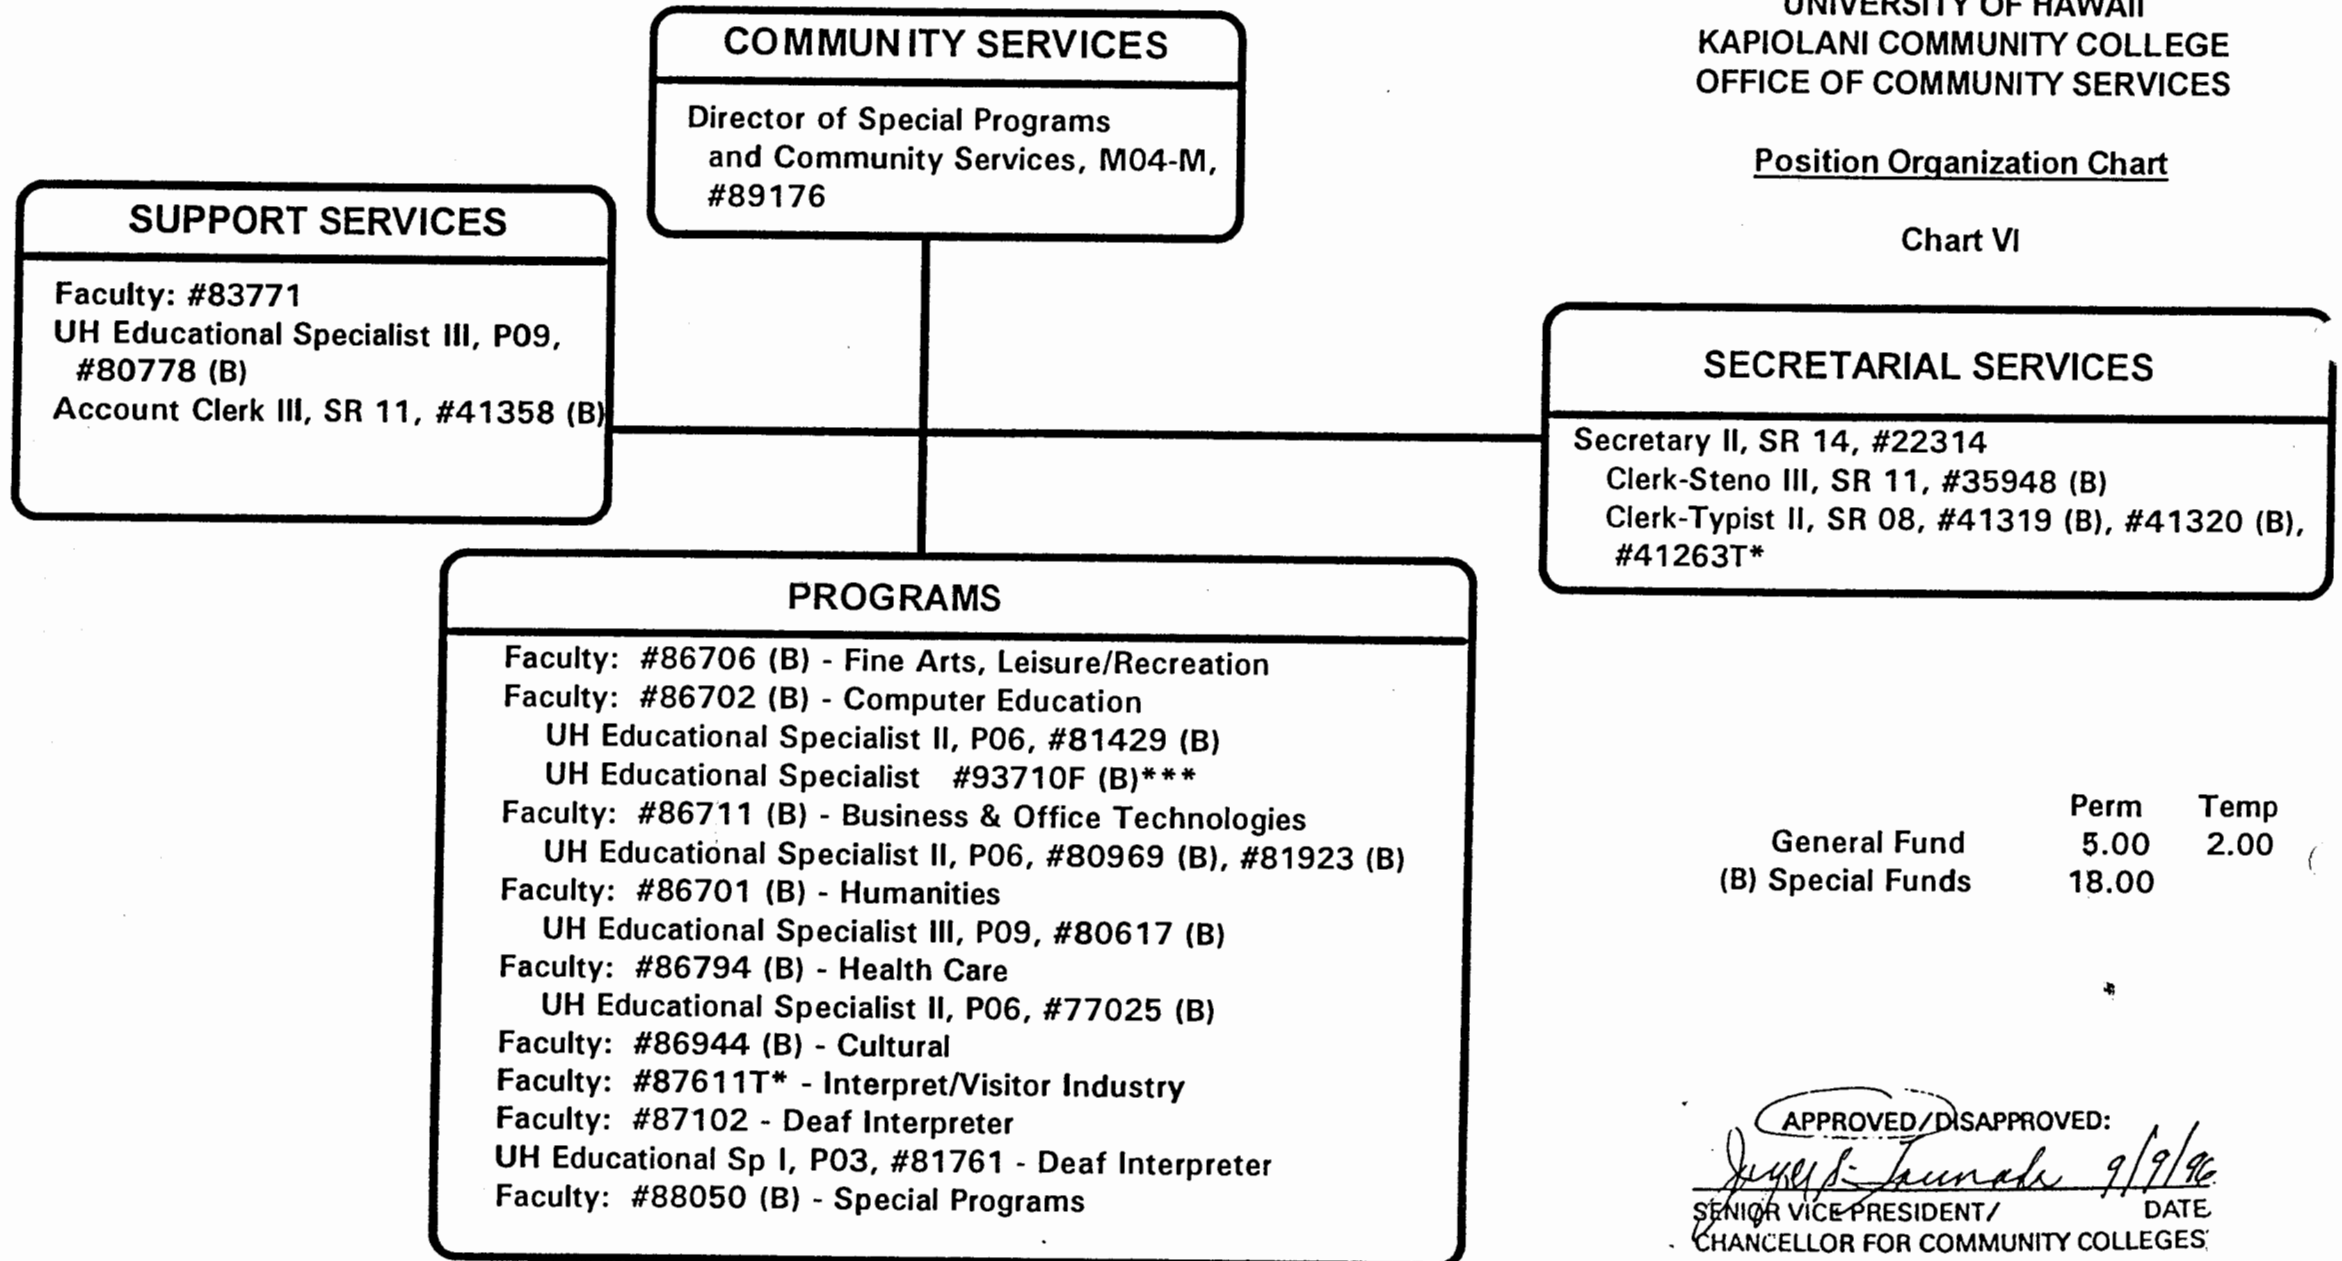 COMMUNITY SERVICES
Director of Special Programs
and Community Services, M04-M,
#89176
UNIVERSITY OF HAWAII
KAPIOLANI COMMUNITY COLLEGE
OFFICE OF COMMUNITY SERVICES
Position Organization Chart
Chart VI
SUPPORT SERVICES
Faculty: #83771
UH Educational Specialist III, P09,
#80778 (B)
Account Clerk III, SR 11, #41358 (B)
SECRETARIAL SERVICES
Secretary II, SR 14, #22314
Clerk-Steno III, SR 11, #35948 (B)
Clerk-Typist II, SR 08, #41319 (B), #41320 (B),
#41263T*
PROGRAMS
Faculty: #86706 (B) - Fine Arts, Leisure/Recreation
Faculty: #86702 (B) - Computer Education
UH Educational Specialist II, P06, #81429 (B)
UH Educational Specialist #93710F (B)***
Faculty: #86711 (B) - Business & Office Technologies
UH Educational Specialist II, P06, #80969 (B), #81923 (B)
Faculty: #86701 (B) - Humanities
UH Educational Specialist III, P09, #80617 (B)
Faculty: #86794 (B) - Health Care
UH Educational Specialist II, P06, #77025 (B)
Faculty: #86944 (B) - Cultural
Faculty: #87611T* - Interpret/Visitor Industry
Faculty: #87102 - Deaf Interpreter
UH Educational Sp I, P03, #81761 - Deaf Interpreter
Faculty: #88050 (B) - Special Programs
Perm Temp
General Fund 5.00 2.00
(B) Special Funds 18.00
APPROVED/DISAPPROVED:
9/9/96
SENIOR VICE PRESIDENT/ DATE
CHANCELLOR FOR COMMUNITY COLLEGES